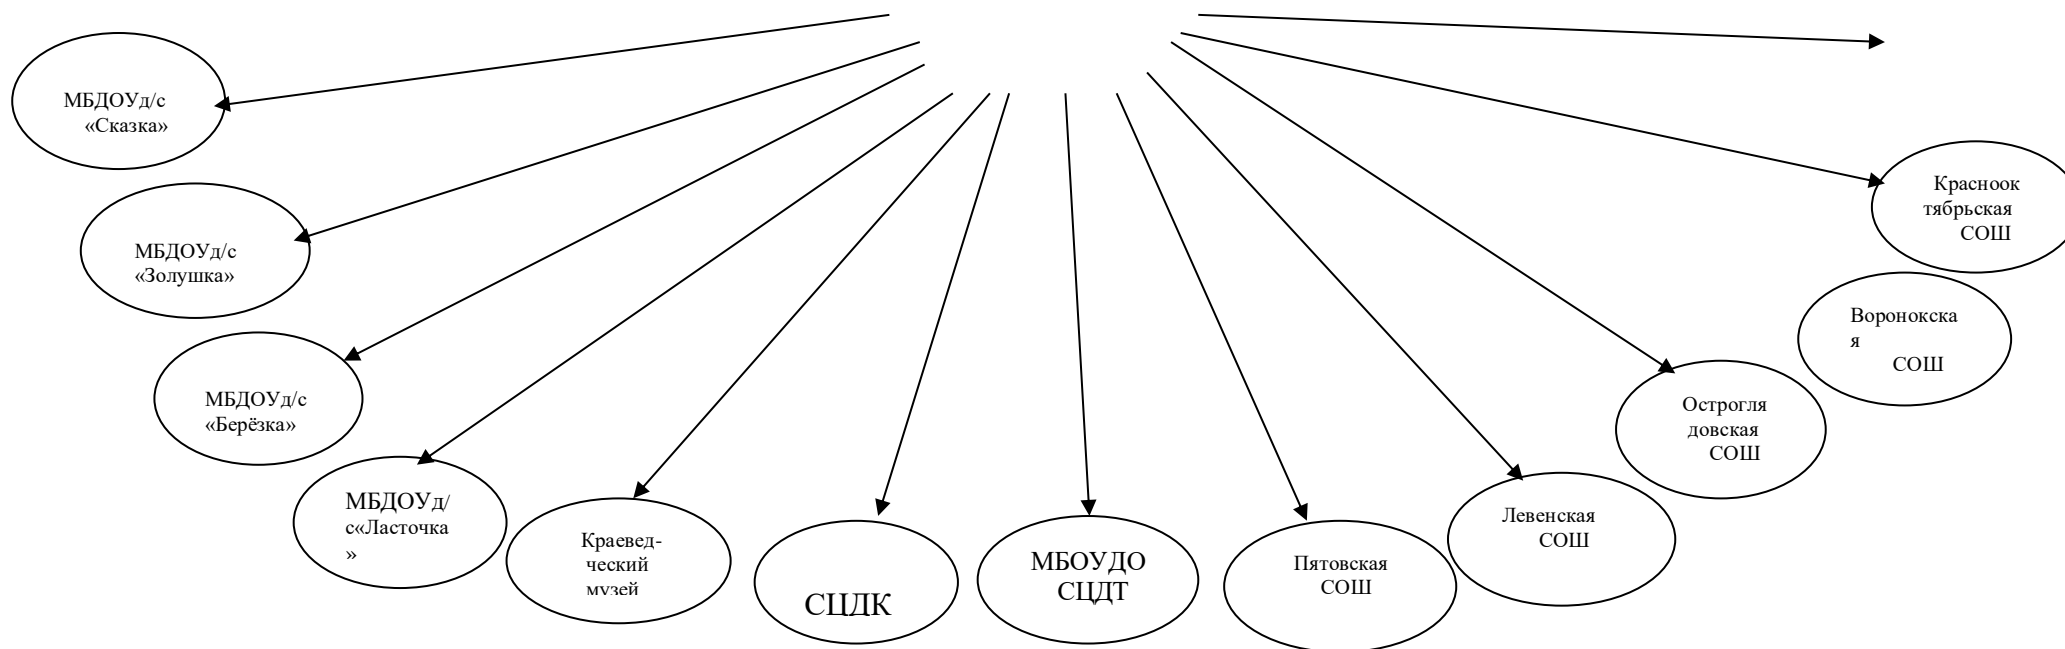 МБДОУд/с
«Сказка»
МБДОУд/с
«Золушка»
МБДОУд/с
«Берёзка»
МБДОУд/
с«Ласточка
»
Краевед-
ческий
музей
СЦДК
МБОУДО
СЦДТ
Пятовская
СОШ
Левенская
СОШ
Острогля
довская
СОШ
Воронокска
я
СОШ
Красноок
тябрьская
СОШ